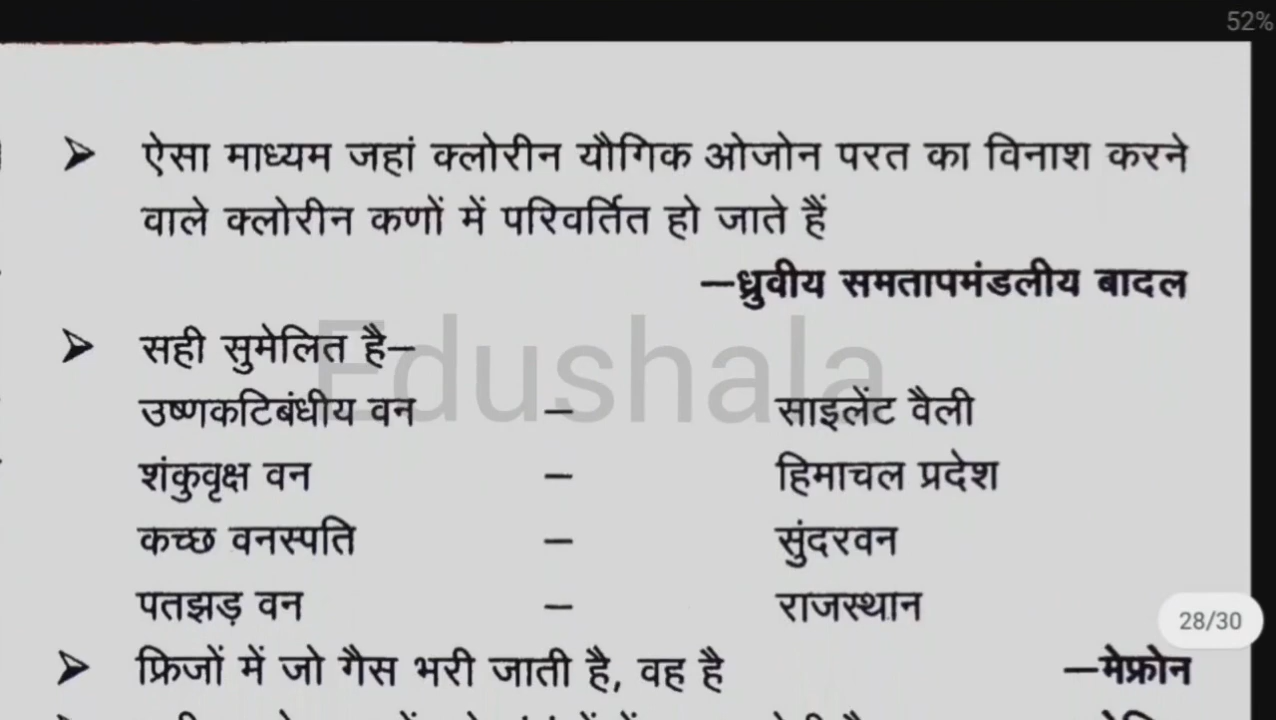 52%
➤ ऐसा माध्यम जहां क्लोरीन यौगिक ओजोन परत का विनाश करने
वाले क्लोरीन कणों में परिवर्तित हो जाते हैं
—ध्रुवीय समतापमंडलीय बादल
Edushala
➤ सही सुमेलित है—
उष्णकटिबंधीय वन — साइलेंट वैली
शंकुवृक्ष वन — हिमाचल प्रदेश
कच्छ वनस्पति — सुंदरवन
पतझड़ वन — राजस्थान
28/30
➤ फ्रिजों में जो गैस भरी जाती है, वह है —मेफ्रोन